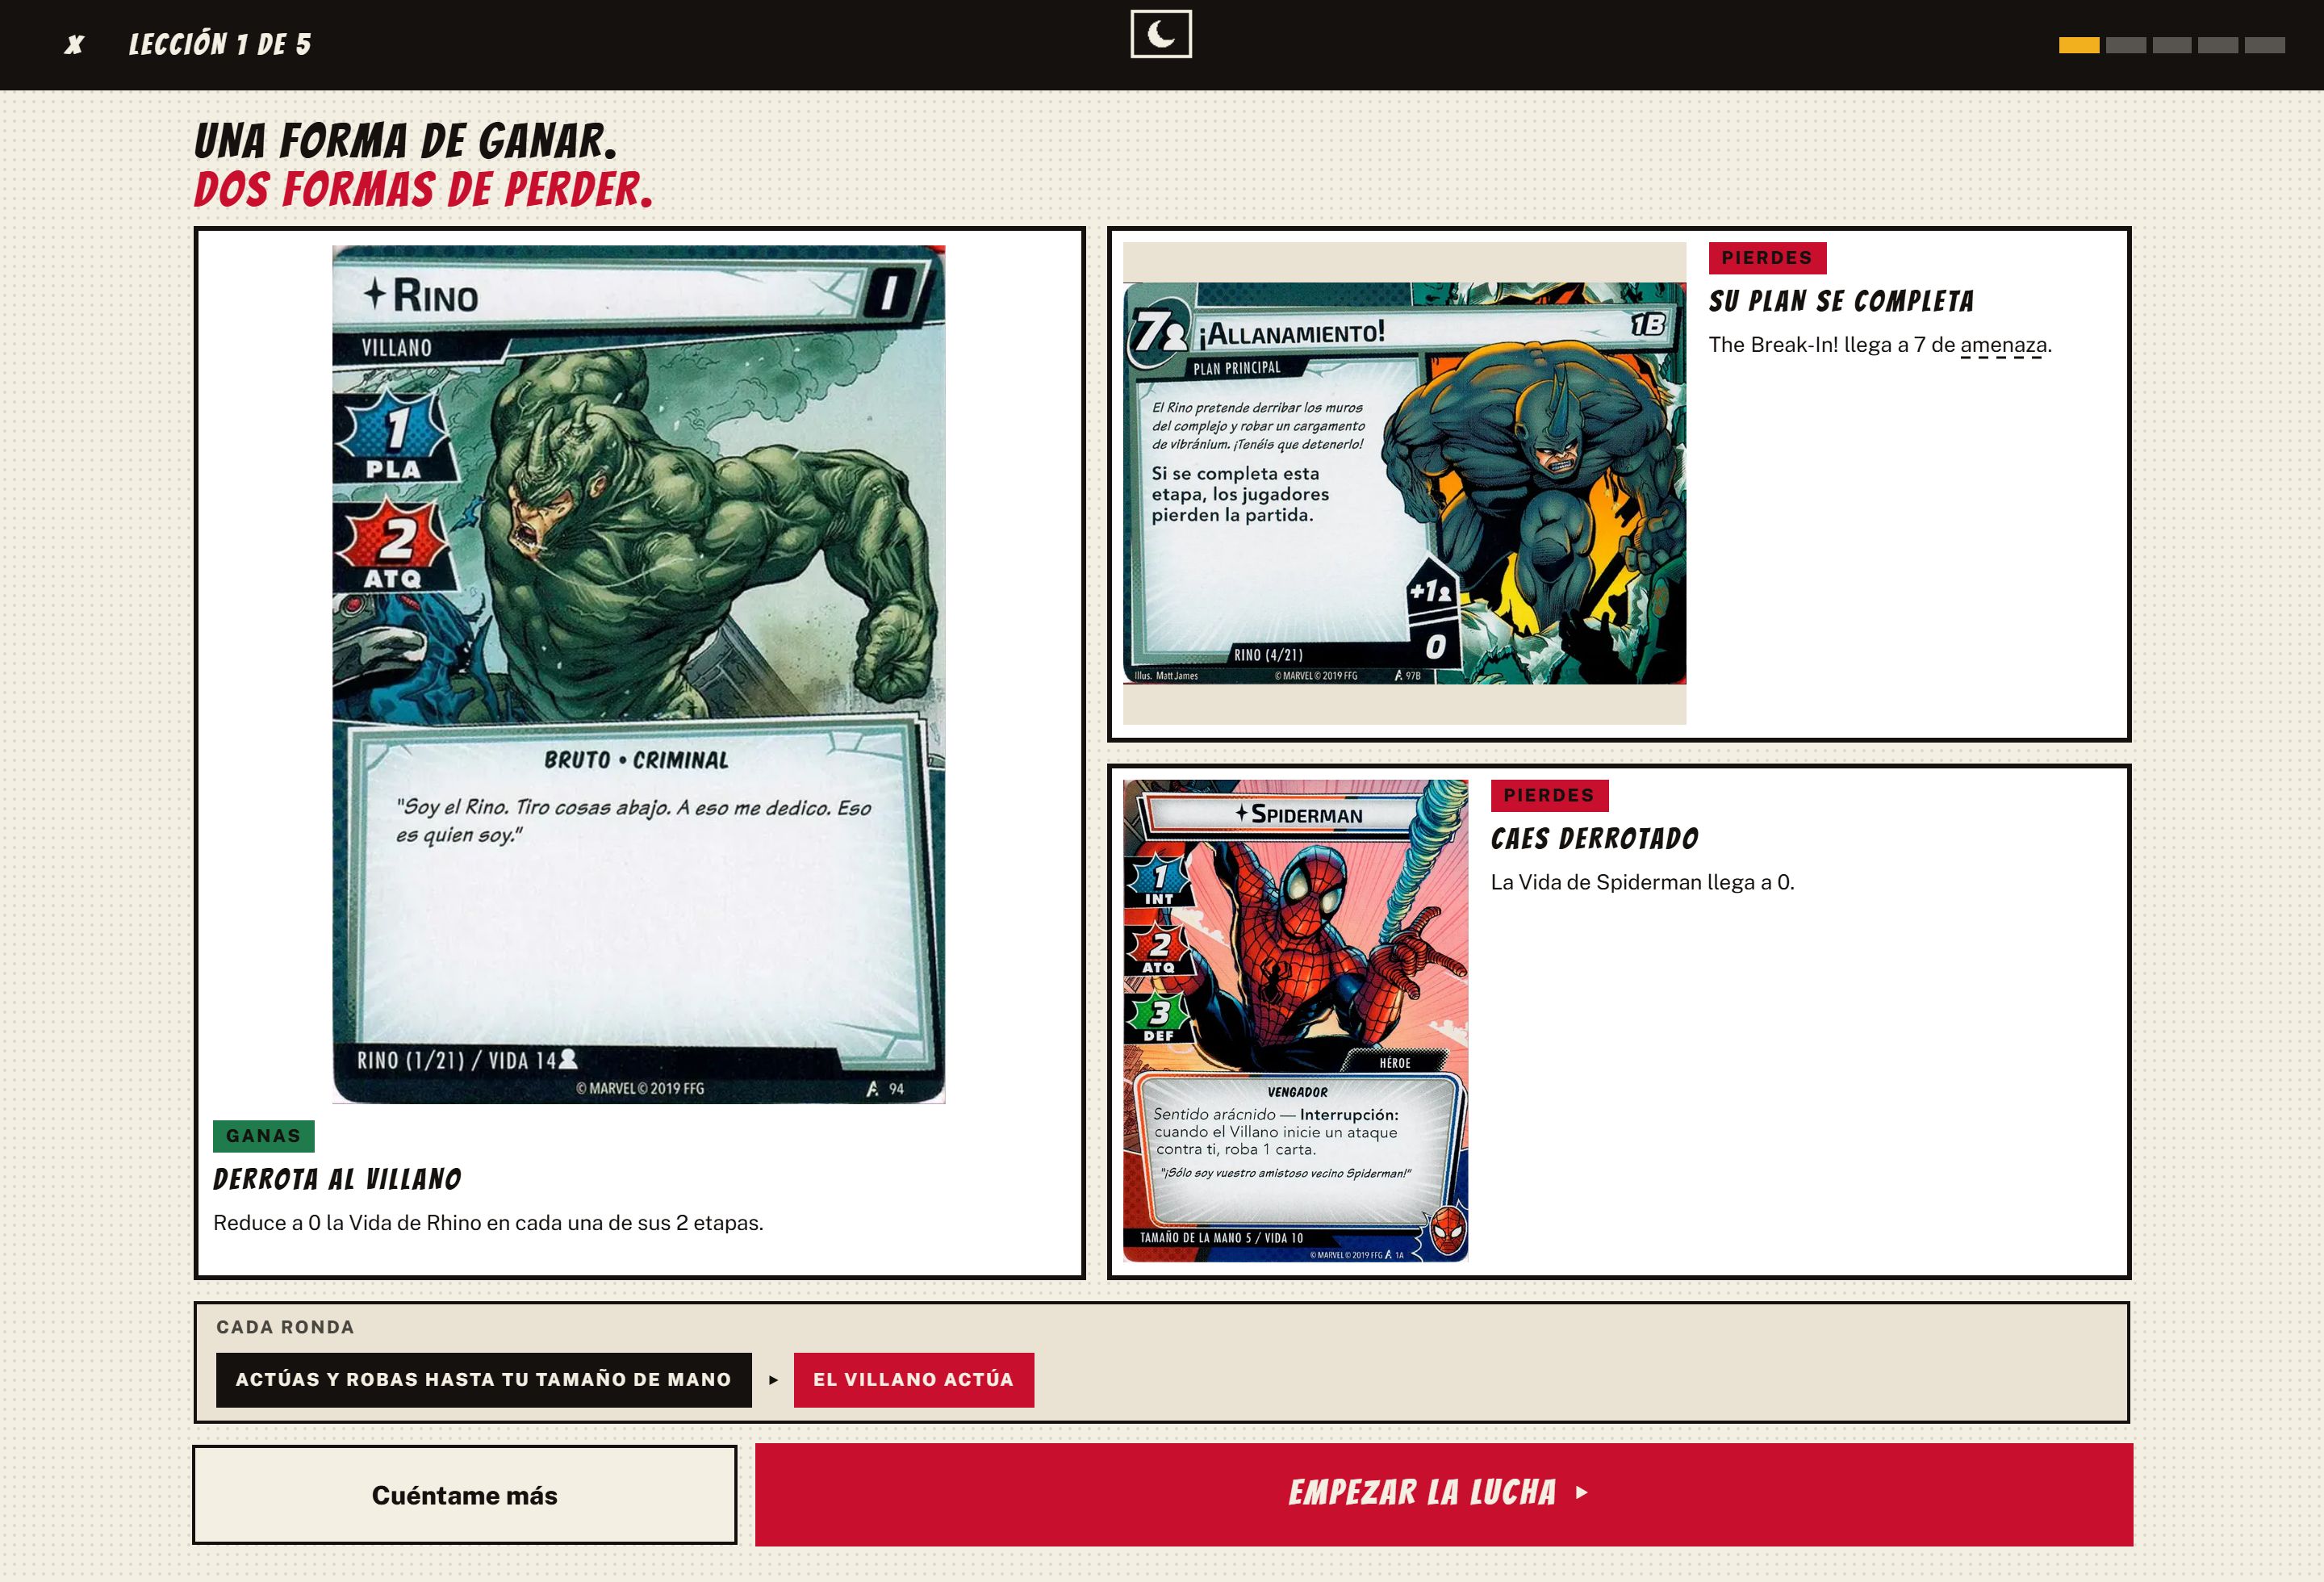 X LECCIÓN 1 DE 5
UNA FORMA DE GANAR.
DOS FORMAS DE PERDER.
RINO
I
VILLANO
1
PLA
2
ATQ
BRUTO • CRIMINAL
"Soy el Rino. Tiro cosas abajo. A eso me dedico. Eso
es quien soy."
RINO (1/21) / VIDA 14
© MARVEL © 2019 FFG
94
GANAS
DERROTA AL VILLANO
Reduce a 0 la Vida de Rhino en cada una de sus 2 etapas.
7
¡ALLANAMIENTO!
1B
PLAN PRINCIPAL
El Rino pretende derribar los muros
del complejo y robar un cargamento
de vibránium. ¡Tenéis que detenerlo!
Si se completa esta
etapa, los jugadores
pierden la partida.
+1
0
RINO (4/21)
Illus. Matt James
© MARVEL © 2019 FFG
97B
PIERDES
SU PLAN SE COMPLETA
The Break-In! llega a 7 de amenaza.
SPIDERMAN
1
INT
2
ATQ
3
DEF
HÉROE
VENGADOR
Sentido arácnido — Interrupción:
cuando el Villano inicie un ataque
contra ti, roba 1 carta.
"¡Sólo soy vuestro amistoso vecino Spiderman!"
TAMAÑO DE LA MANO 5 / VIDA 10
© MARVEL © 2019 FFG 1A
PIERDES
CAES DERROTADO
La Vida de Spiderman llega a 0.
CADA RONDA
ACTÚAS Y ROBAS HASTA TU TAMAÑO DE MANO ▸ EL VILLANO ACTÚA
Cuéntame más
EMPEZAR LA LUCHA ▸